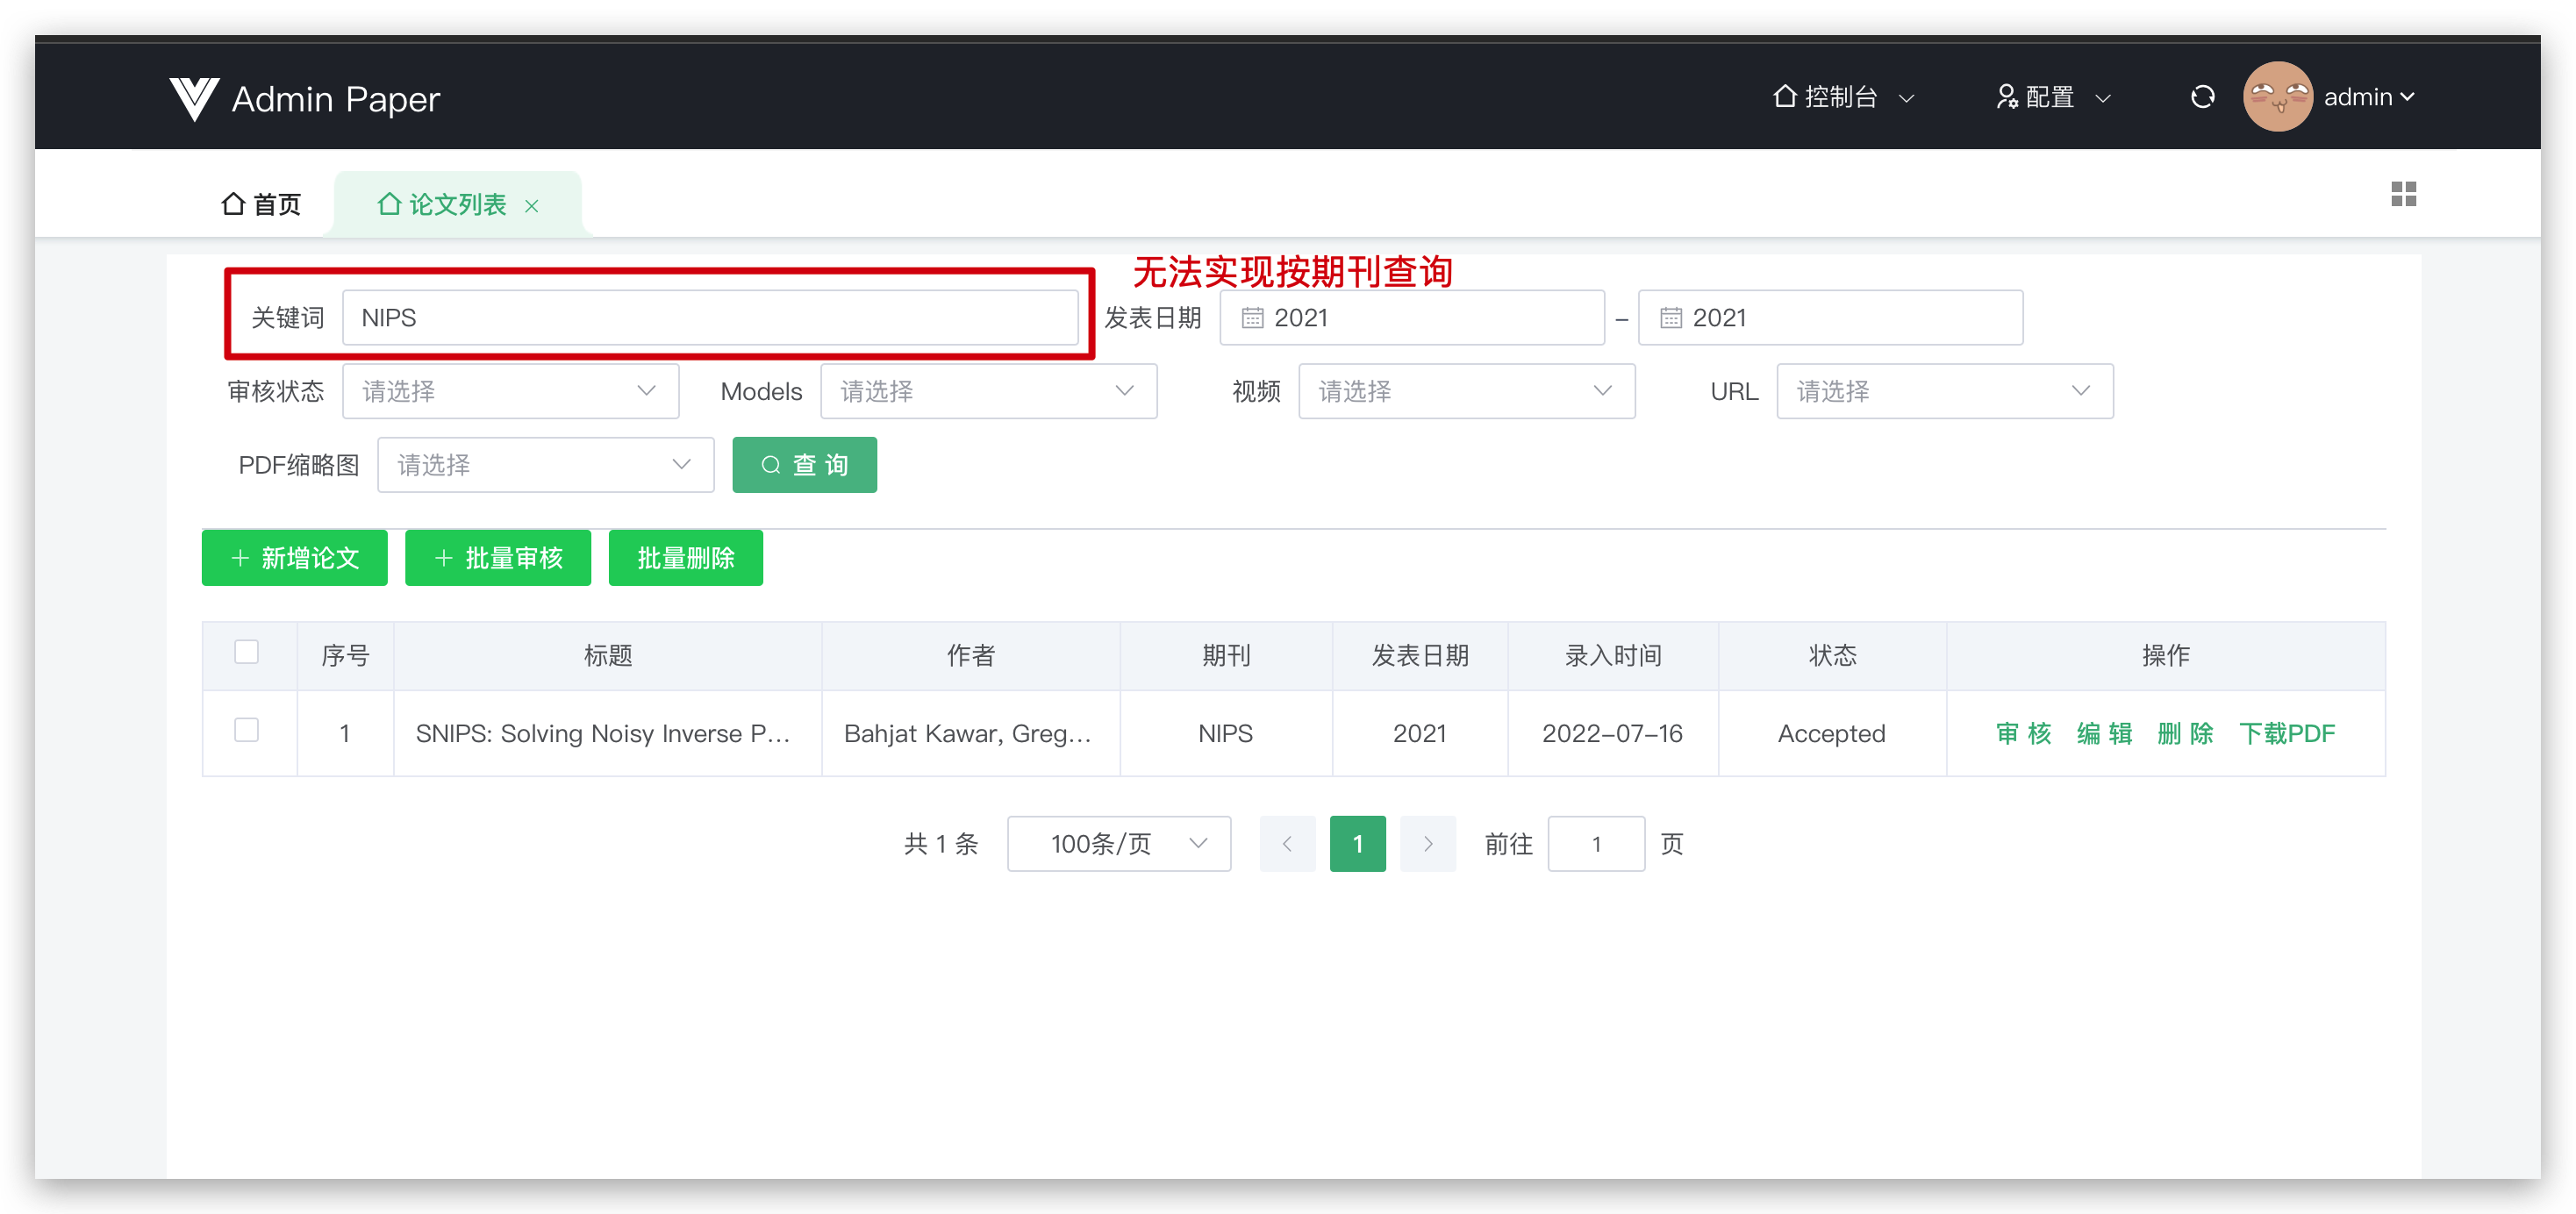 Admin Paper 控制台 配置 admin
首页 论文列表
无法实现按期刊查询
关键词 NIPS 发表日期 2021 – 2021
审核状态 请选择 Models 请选择 视频 请选择 URL 请选择
PDF缩略图 请选择 查 询
+ 新增论文 + 批量审核 批量删除
序号 标题 作者 期刊 发表日期 录入时间 状态 操作
1 SNIPS: Solving Noisy Inverse P... Bahjat Kawar, Greg... NIPS 2021 2022-07-16 Accepted 审 核 编 辑 删 除 下载PDF
共 1 条 100条/页 1 前往 1 页